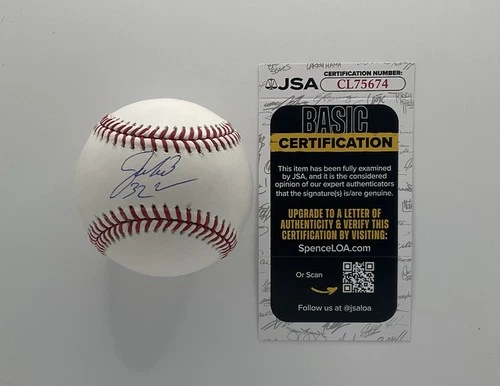 JSA
CERTIFICATION NUMBER:
CL75674
BASIC
CERTIFICATION
This item has been fully examined
by JSA, and it is the considered
opinion of our expert authenticators
that the signature(s) is/are genuine.
UPGRADE TO A LETTER OF
AUTHENTICITY & VERIFY THIS
CERTIFICATION BY VISITING:
SpenceLOA.com
Or Scan
Follow us at @jsaloa